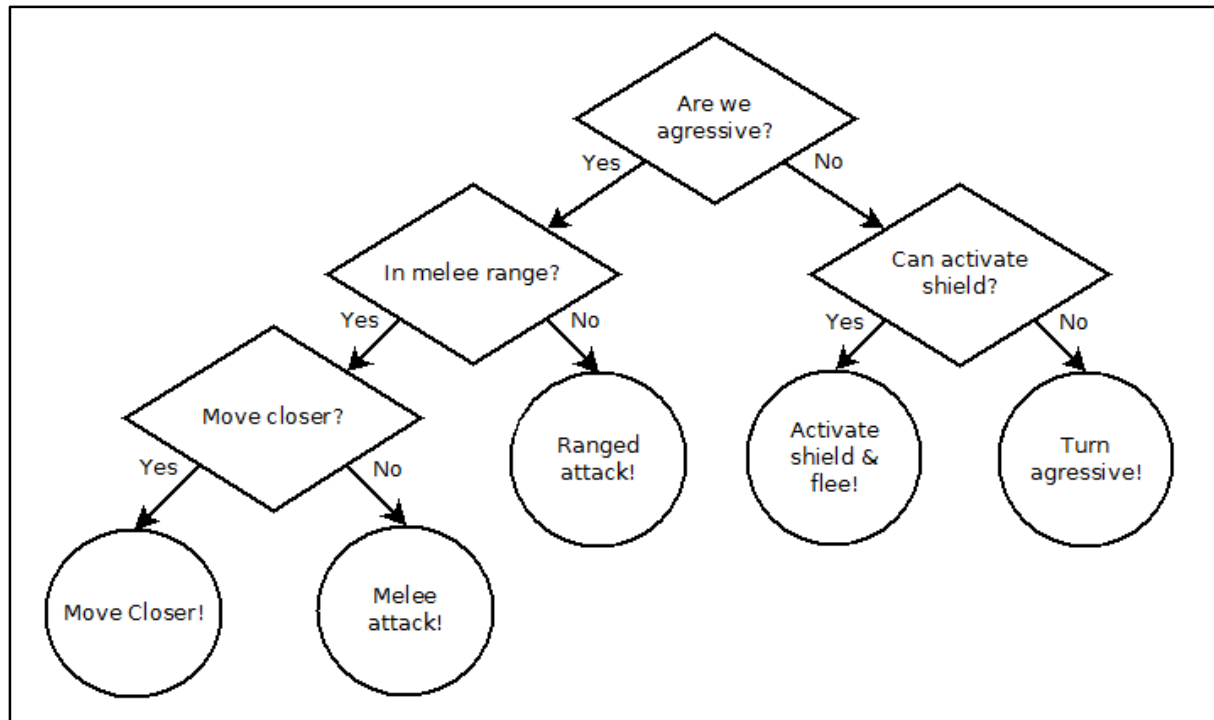 Are we
agressive?
Yes
No
In melee range?
Can activate
shield?
Yes
No
Yes
No
Move closer?
Ranged
attack!
Activate
shield &
flee!
Turn
agressive!
Yes
No
Move Closer!
Melee
attack!